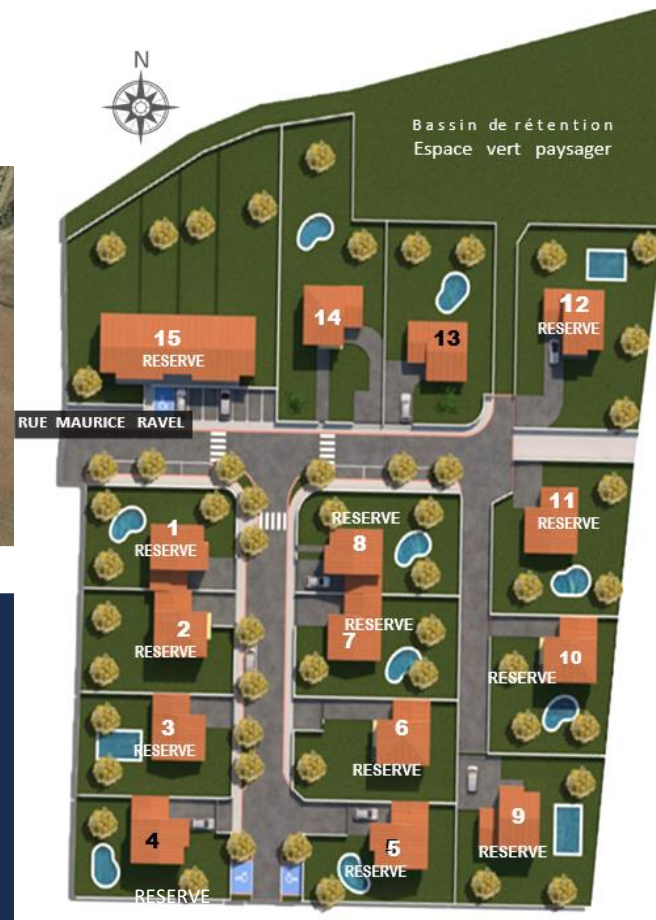 N
Bassin de rétention
Espace vert paysager
12
RESERVE
14
13
15
RESERVE
RUE MAURICE RAVEL
11
RESERVE
1
RESERVE
RESERVE
8
2
RESERVE
RESERVE
7
10
RESERVE
3
RESERVE
6
RESERVE
9
RESERVE
4
RESERVE
5
RESERVE